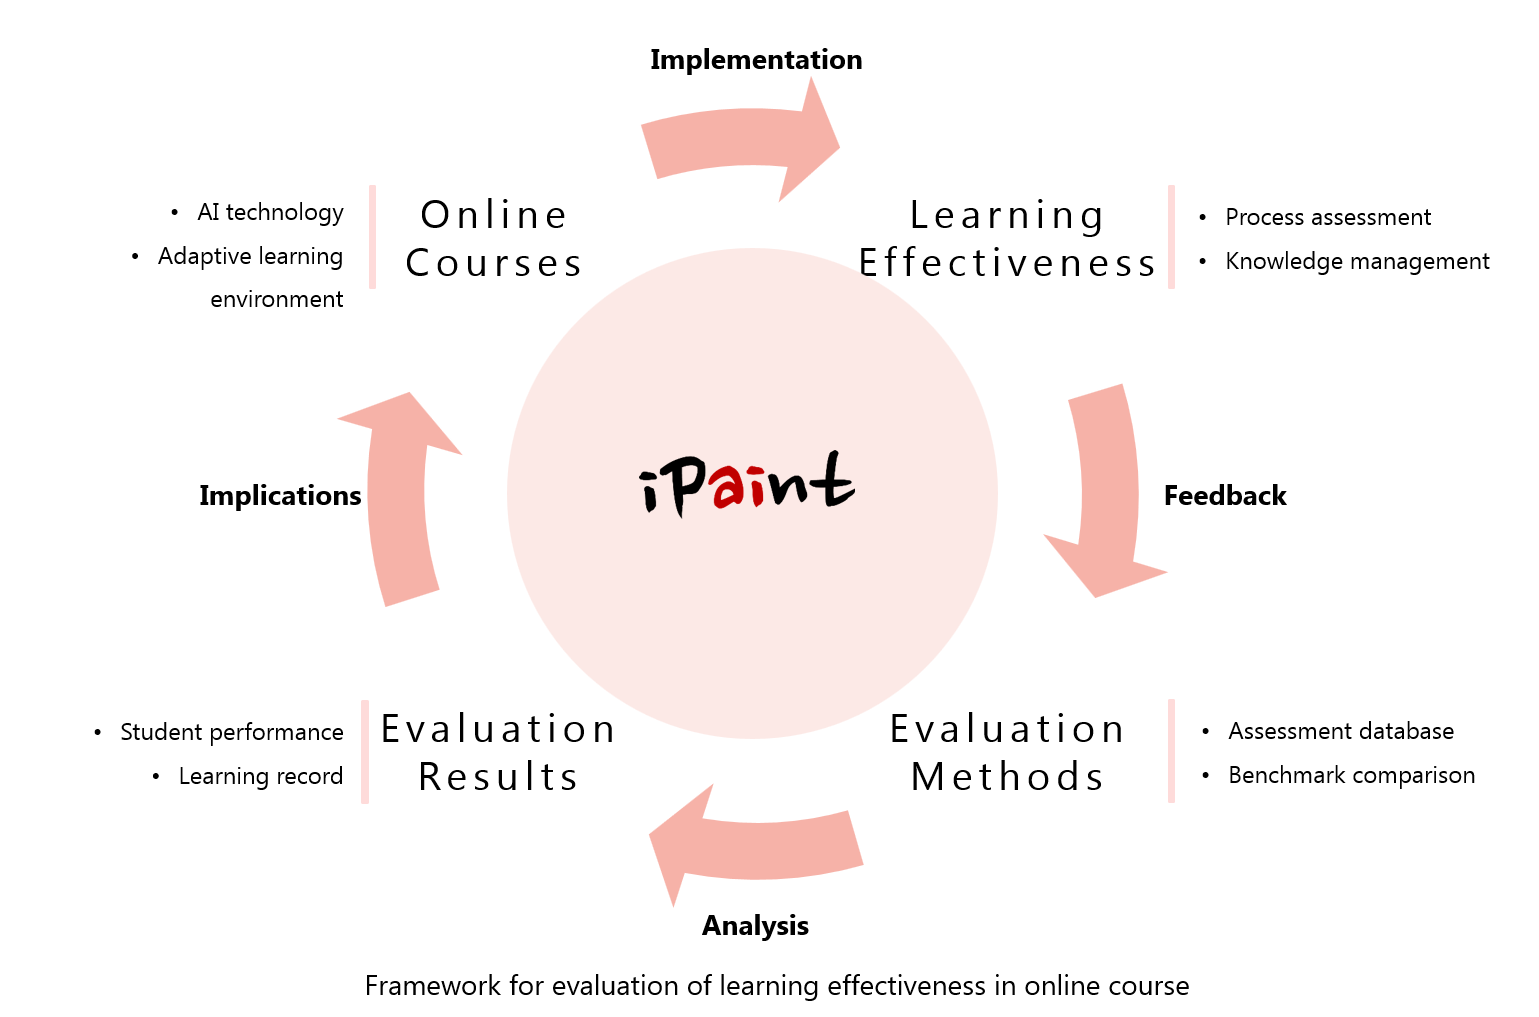 Implementation
• AI technology
• Adaptive learning
environment
Online
Courses
Learning
Effectiveness
• Process assessment
• Knowledge management
Implications
iPaint
Feedback
• Student performance
• Learning record
Evaluation
Results
Evaluation
Methods
• Assessment database
• Benchmark comparison
Analysis
Framework for evaluation of learning effectiveness in online course